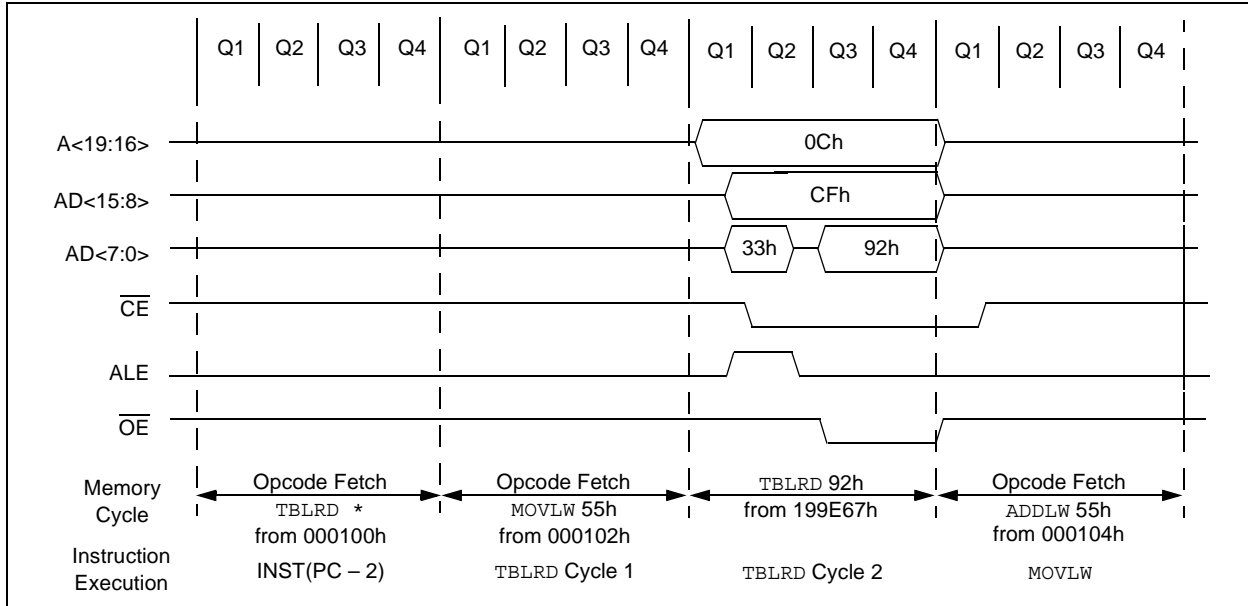 Q1 Q2 Q3 Q4 Q1 Q2 Q3 Q4 Q1 Q2 Q3 Q4 Q1 Q2 Q3 Q4
A<19:16> 0Ch
AD<15:8> CFh
AD<7:0> 33h 92h
CE
ALE
OE
Memory Cycle
Opcode Fetch
TBLRD *
from 000100h
Opcode Fetch
MOVLW 55h
from 000102h
TBLRD 92h
from 199E67h
Opcode Fetch
ADDLW 55h
from 000104h
Instruction Execution
INST(PC – 2)
TBLRD Cycle 1
TBLRD Cycle 2
MOVLW